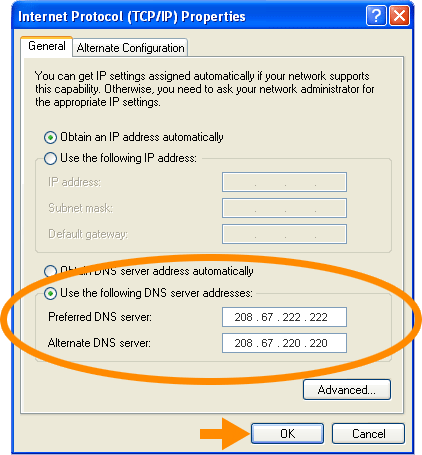 Internet Protocol (TCP/IP) Properties
General
Alternate Configuration
You can get IP settings assigned automatically if your network supports
this capability. Otherwise, you need to ask your network administrator for
the appropriate IP settings.
Obtain an IP address automatically
Use the following IP address:
IP address:
Subnet mask:
Default gateway:
Obtain DNS server address automatically
Use the following DNS server addresses:
Preferred DNS server: 208 . 67 . 222 . 222
Alternate DNS server: 208 . 67 . 220 . 220
Advanced...
OK
Cancel